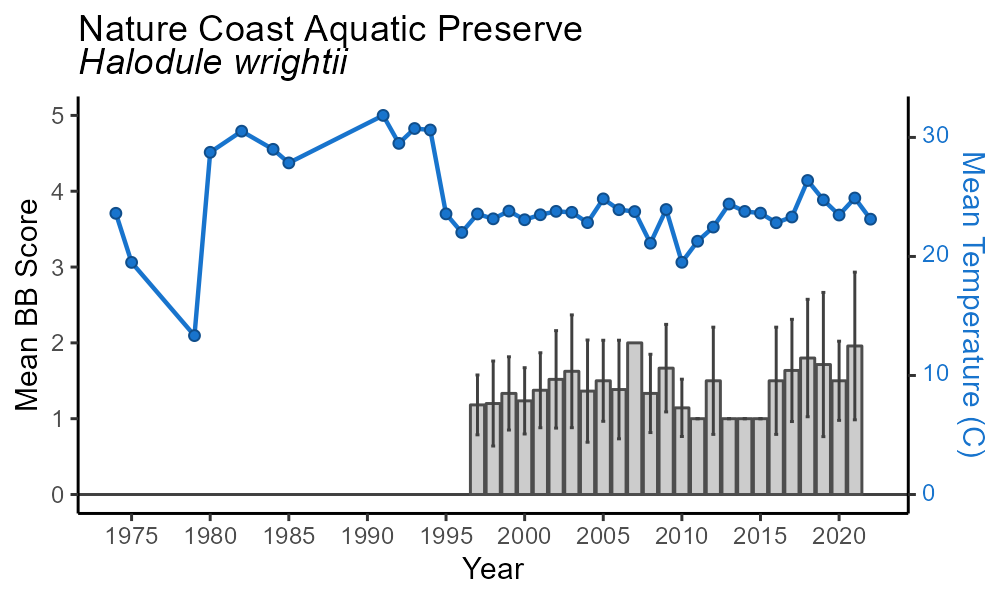 Nature Coast Aquatic Preserve
Halodule wrightii
Mean BB Score
5
4
3
2
1
0
30
20
10
0
Mean Temperature (C)
1975 1980 1985 1990 1995 2000 2005 2010 2015 2020
Year